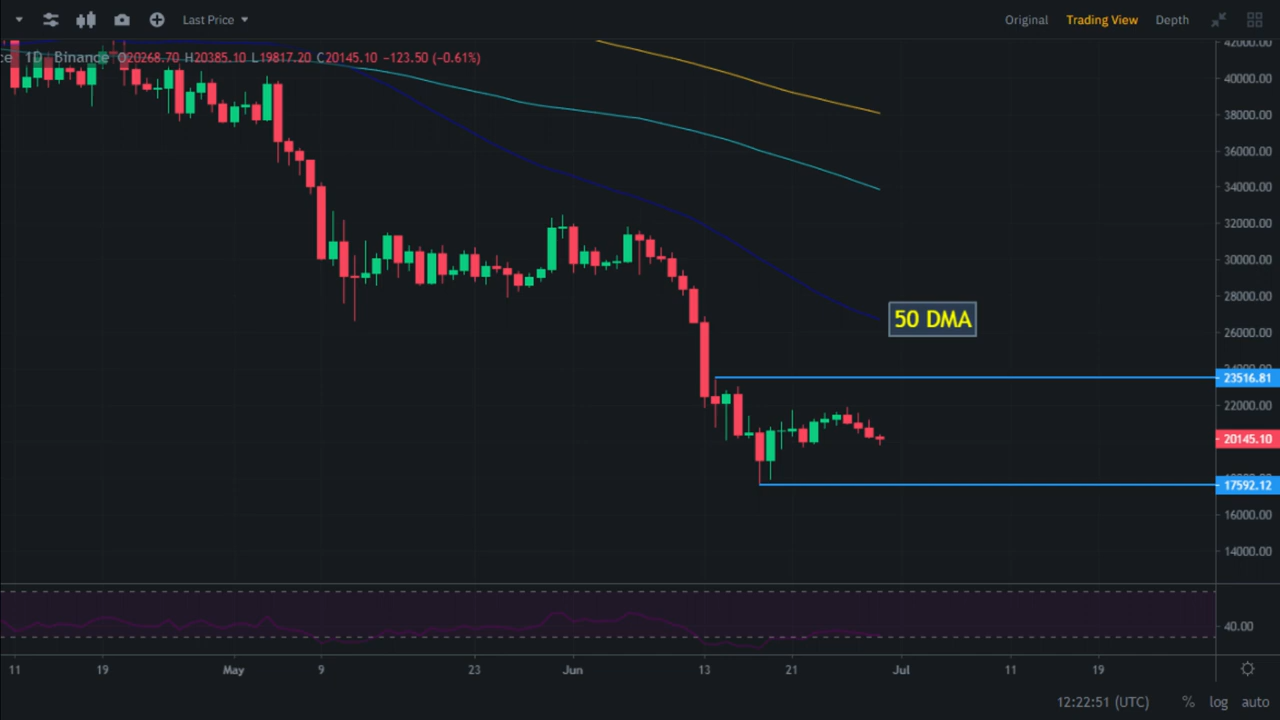 Last Price
Original Trading View Depth
ce 1D Binance O20268.70 H20385.10 L19817.20 C20145.10 −123.50 (−0.61%)
42000.00
40000.00
38000.00
36000.00
34000.00
32000.00
30000.00
28000.00
50 DMA
26000.00
24000.00
23516.81
22000.00
20145.10
17592.12
16000.00
14000.00
40.00
11 19 May 9 23 Jun 13 21 Jul 11 19
12:22:51 (UTC) % log auto